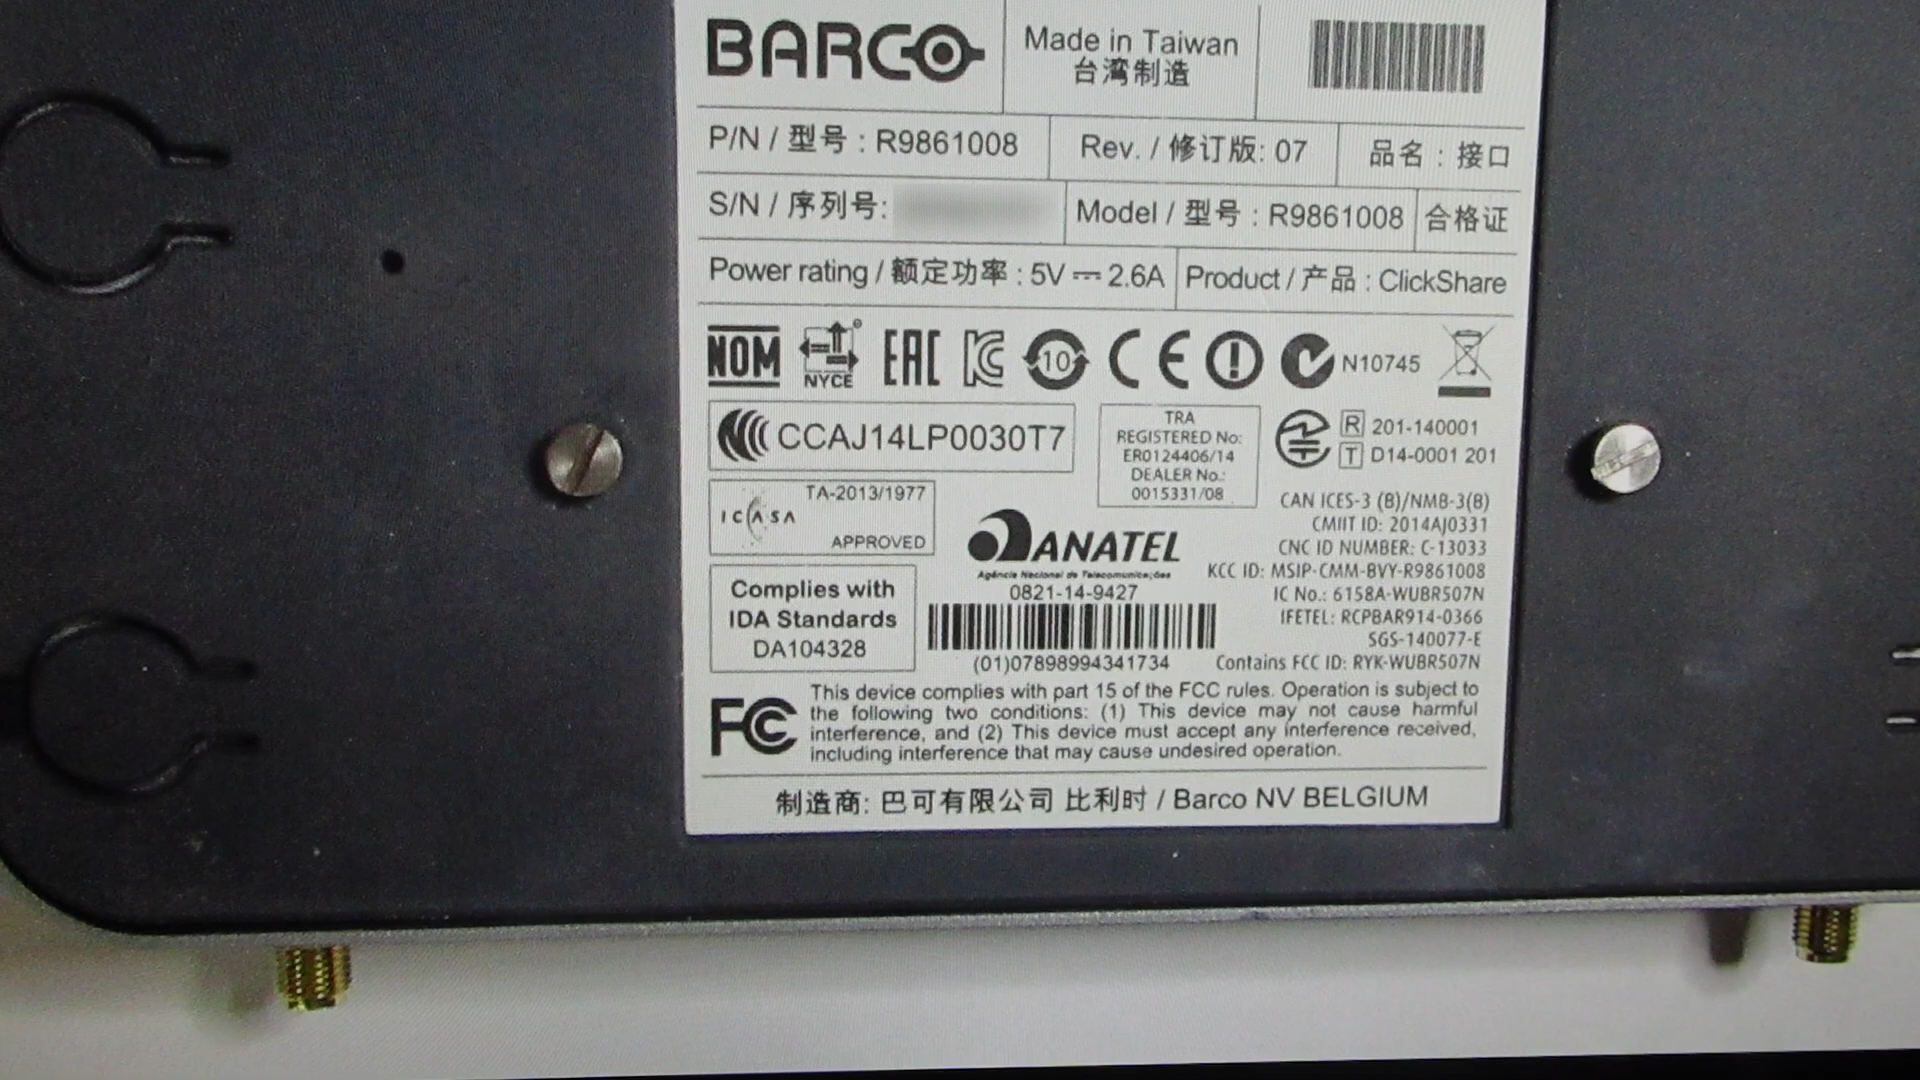 BARCO
Made in Taiwan
台湾制造
P/N / 型号 : R9861008
Rev. / 修订版: 07
品名 : 接口
S/N / 序列号:
Model / 型号 : R9861008
合格证
Power rating / 额定功率 : 5V ⎓ 2.6A
Product / 产品 : ClickShare
NOM
NYCE
EAC
KC
10
CE
N10745
CCAJ14LP0030T7
TRA
REGISTERED No:
ER0124406/14
DEALER No.:
0015331/08
R 201-140001
T D14-0001 201
TA-2013/1977
ICASA
APPROVED
ANATEL
Agência Nacional de Telecomunicações
0821-14-9427
(01)07898994341734
CAN ICES-3 (B)/NMB-3(B)
CMIIT ID: 2014AJ0331
CNC ID NUMBER: C-13033
KCC ID: MSIP-CMM-BVY-R9861008
IC No.: 6158A-WUBR507N
IFETEL: RCPBAR914-0366
SGS-140077-E
Contains FCC ID: RYK-WUBR507N
Complies with
IDA Standards
DA104328
FC
This device complies with part 15 of the FCC rules. Operation is subject to
the following two conditions: (1) This device may not cause harmful
interference, and (2) This device must accept any interference received,
including interference that may cause undesired operation.
制造商: 巴可有限公司 比利时 / Barco NV BELGIUM